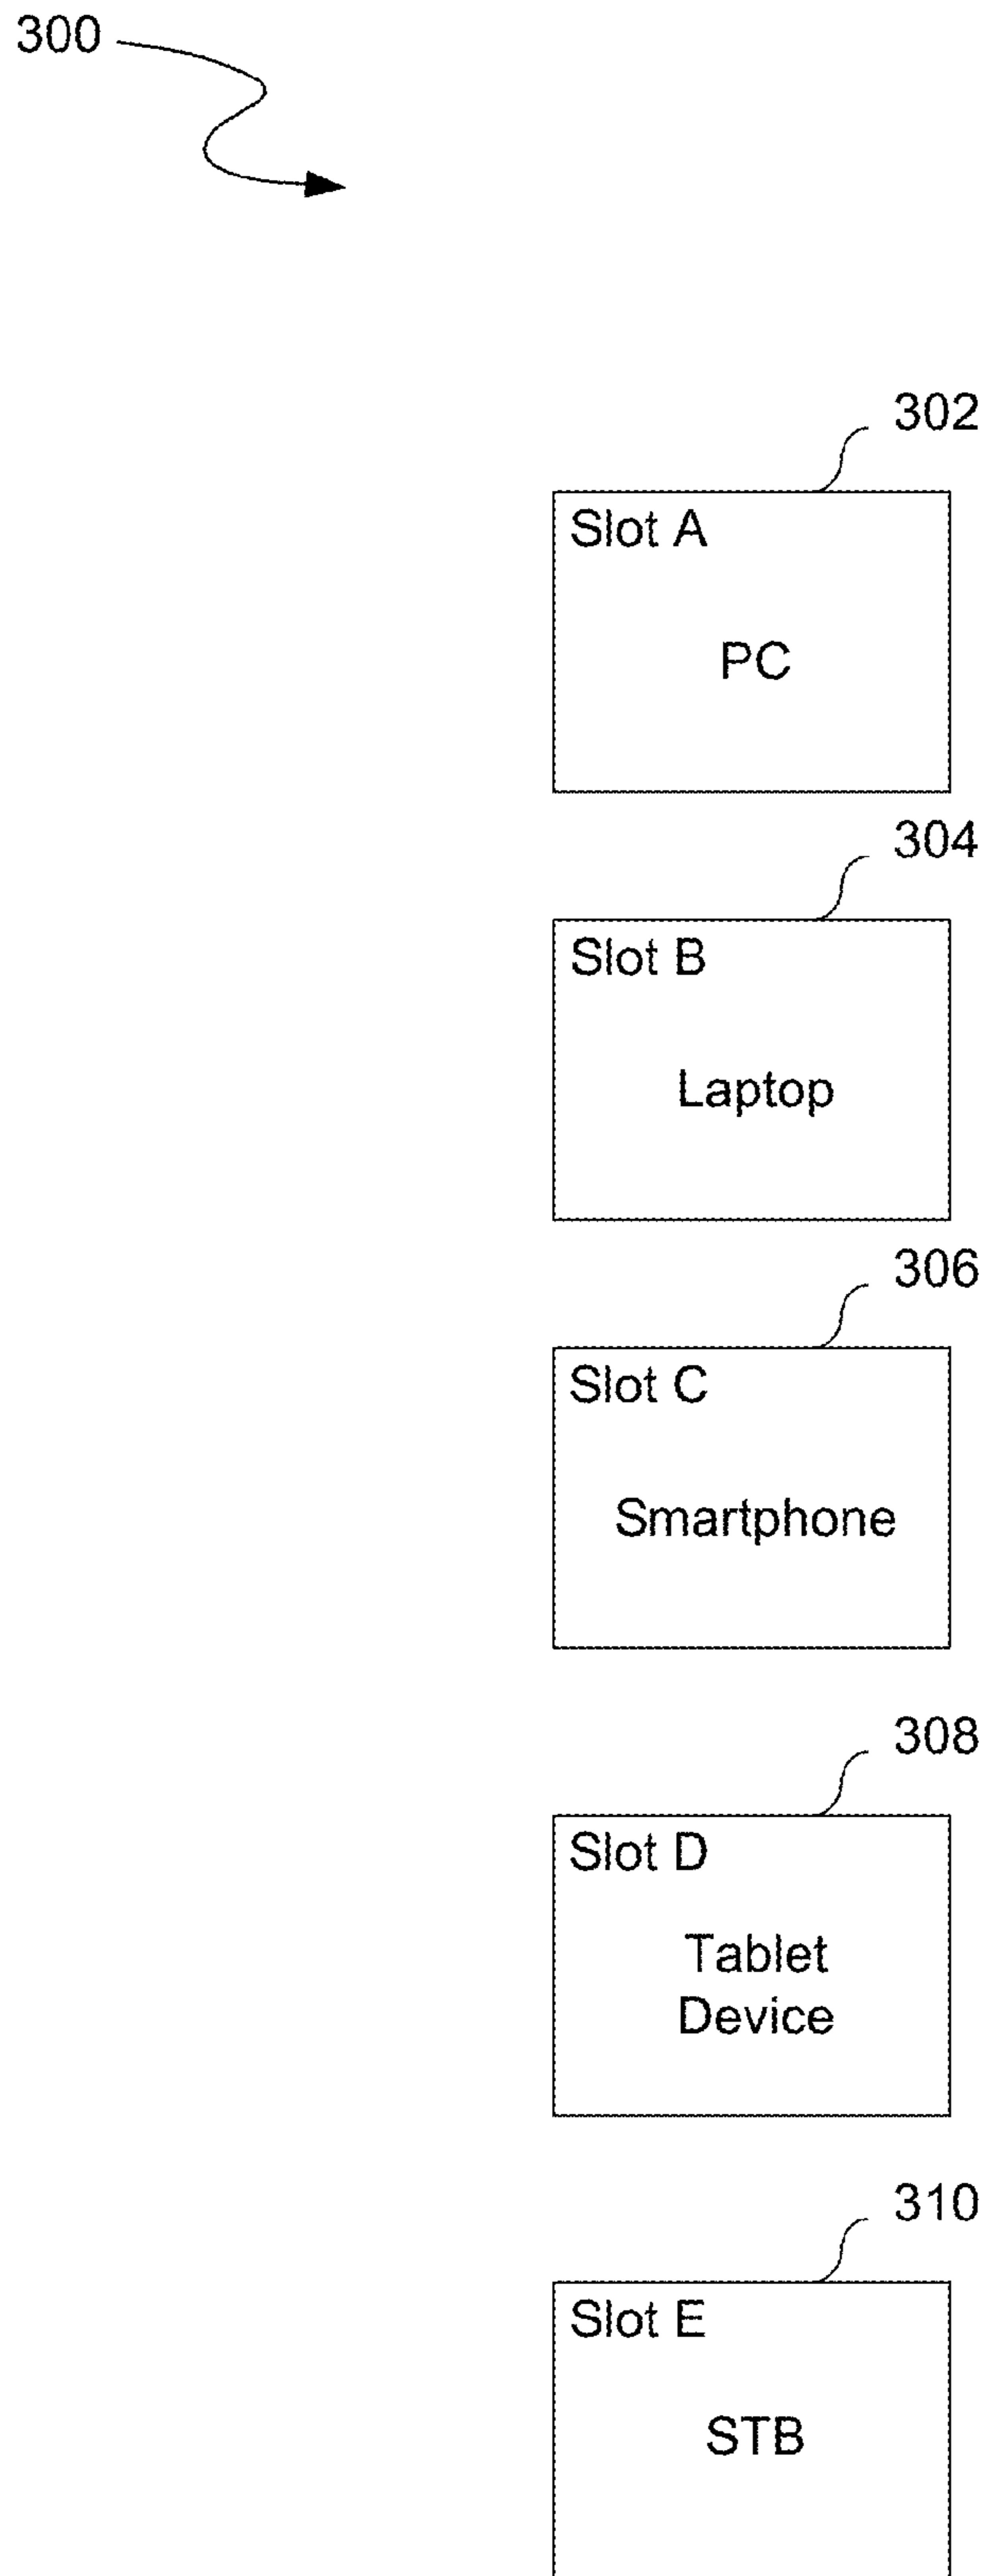 300
302
Slot A
PC
304
Slot B
Laptop
306
Slot C
Smartphone
308
Slot D
Tablet
Device
310
Slot E
STB